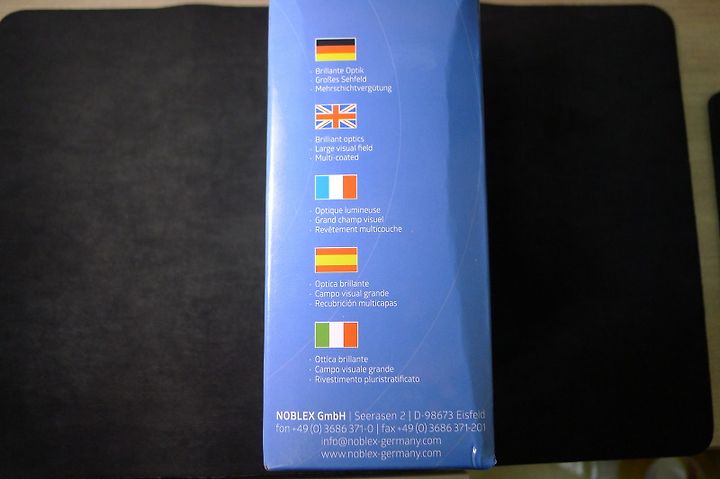 - Brillante Optik
- Großes Sehfeld
- Mehrschichtvergütung
- Brilliant optics
- Large visual field
- Multi-coated
- Optique lumineuse
- Grand champ visuel
- Revêtement multicouche
- Optica brillante
- Campo visual grande
- Recubrición multicapas
- Ottica brillante
- Campo visuale grande
- Rivestimento pluristratificato
NOBLEX GmbH | Seerasen 2 | D-98673 Eisfeld
fon +49 (0) 3686 371-0 | fax +49 (0) 3686 371-201
info@noblex-germany.com
www.noblex-germany.com